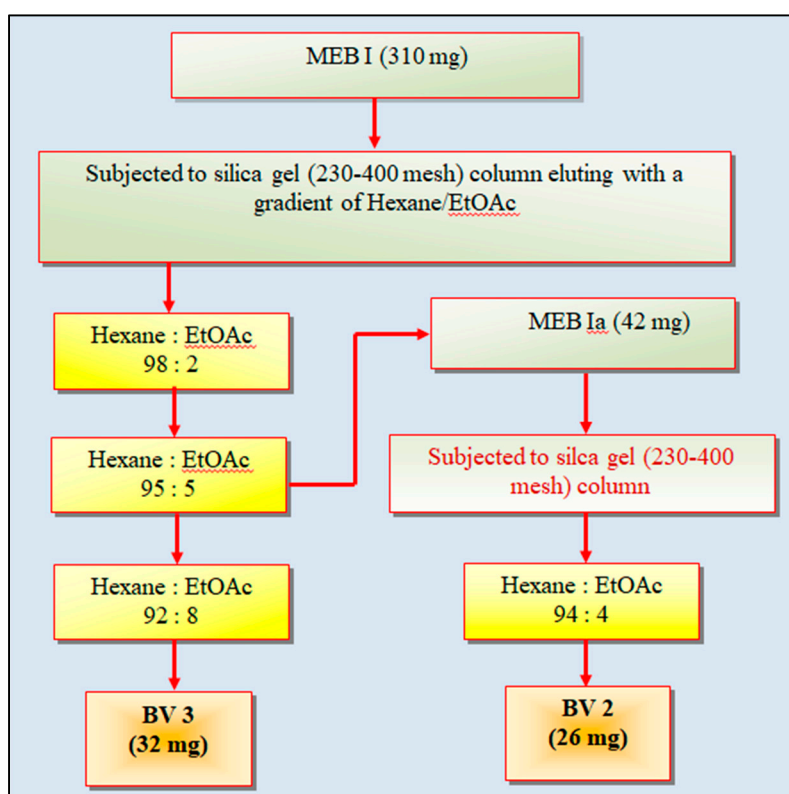 MEB I (310 mg)
Subjected to silica gel (230-400 mesh) column eluting with a
gradient of Hexane/EtOAc
Hexane : EtOAc
98 : 2
Hexane : EtOAc
95 : 5
Hexane : EtOAc
92 : 8
BV 3
(32 mg)
MEB Ia (42 mg)
Subjected to silca gel (230-400
mesh) column
Hexane : EtOAc
94 : 4
BV 2
(26 mg)